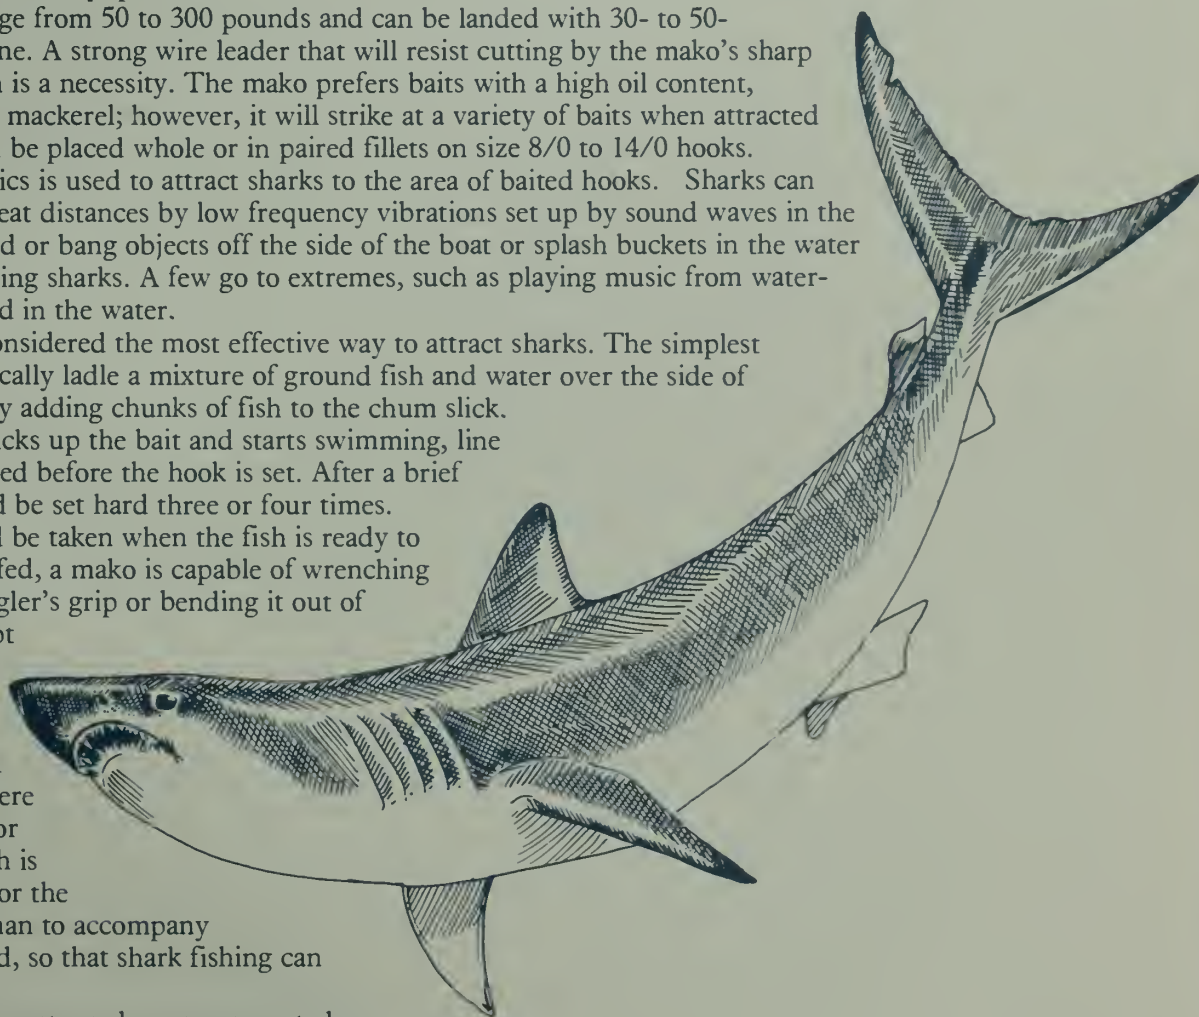 ge from 50 to 300 pounds and can be landed with 30- to 50-
ne. A strong wire leader that will resist cutting by the mako's sharp
is a necessity. The mako prefers baits with a high oil content,
mackerel; however, it will strike at a variety of baits when attracted
be placed whole or in paired fillets on size 8/0 to 14/0 hooks.
ics is used to attract sharks to the area of baited hooks. Sharks can
eat distances by low frequency vibrations set up by sound waves in the
d or bang objects off the side of the boat or splash buckets in the water
ing sharks. A few go to extremes, such as playing music from water-
d in the water.
onsidered the most effective way to attract sharks. The simplest
cally ladle a mixture of ground fish and water over the side of
y adding chunks of fish to the chum slick.
cks up the bait and starts swimming, line
ed before the hook is set. After a brief
d be set hard three or four times.
be taken when the fish is ready to
fed, a mako is capable of wrenching
gler's grip or bending it out of
ot
ere
or
h is
or the
nan to accompany
d, so that shark fishing can